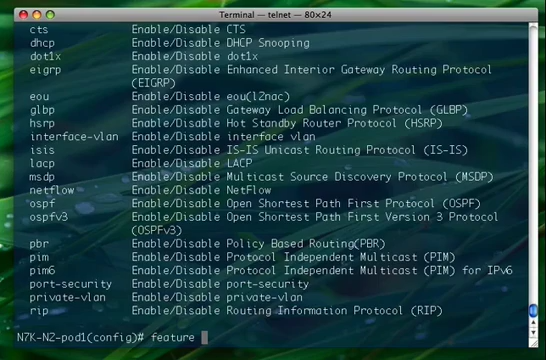 Terminal — telnet — 80×24
cts Enable/Disable CTS
dhcp Enable/Disable DHCP Snooping
dot1x Enable/Disable dot1x
eigrp Enable/Disable Enhanced Interior Gateway Routing Protocol
(EIGRP)
eou Enable/Disable eou(l2nac)
glbp Enable/Disable Gateway Load Balancing Protocol (GLBP)
hsrp Enable/Disable Hot Standby Router Protocol (HSRP)
interface-vlan Enable/Disable interface vlan
isis Enable/Disable IS-IS Unicast Routing Protocol (IS-IS)
lacp Enable/Disable LACP
msdp Enable/Disable Multicast Source Discovery Protocol (MSDP)
netflow Enable/Disable NetFlow
ospf Enable/Disable Open Shortest Path First Protocol (OSPF)
ospfv3 Enable/Disable Open Shortest Path First Version 3 Protocol
(OSPFv3)
pbr Enable/Disable Policy Based Routing(PBR)
pim Enable/Disable Protocol Independent Multicast (PIM)
pim6 Enable/Disable Protocol Independent Multicast (PIM) for IPv6
port-security Enable/Disable port-security
private-vlan Enable/Disable private-vlan
rip Enable/Disable Routing Information Protocol (RIP)
N7K-N2-pod1(config)# feature